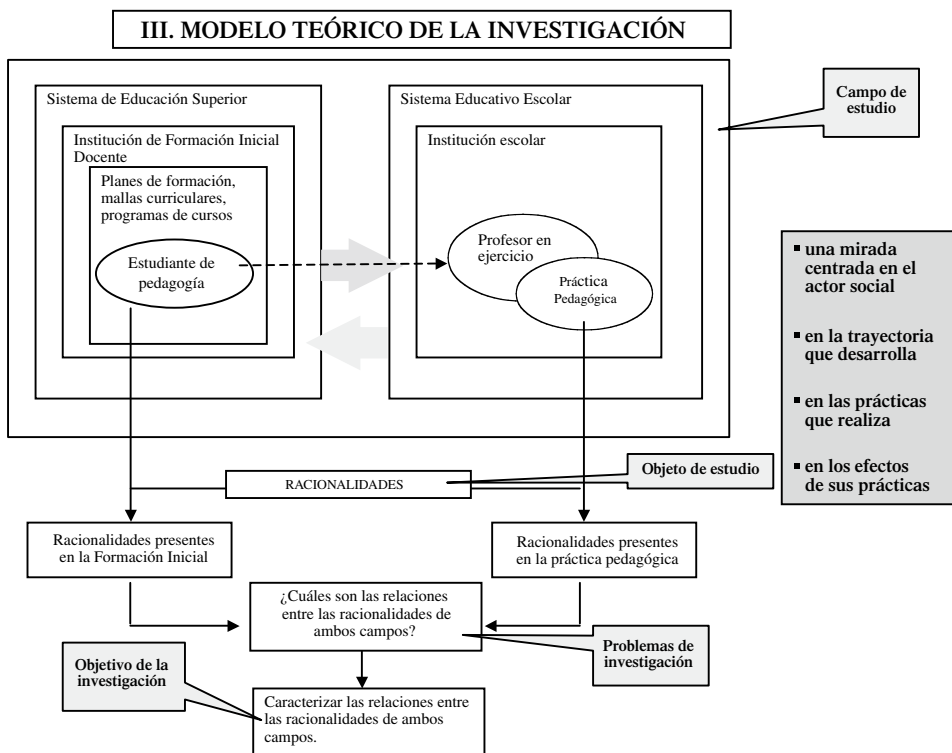 III. MODELO TEÓRICO DE LA INVESTIGACIÓN
Sistema de Educación Superior
Institución de Formación Inicial
Docente
Planes de formación,
mallas curriculares,
programas de cursos
Estudiante de
pedagogía
Sistema Educativo Escolar
Institución escolar
Profesor en
ejercicio
Práctica
Pedagógica
Campo de
estudio
▪ una mirada
centrada en el
actor social
▪ en la trayectoria
que desarrolla
▪ en las prácticas
que realiza
▪ en los efectos
de sus prácticas
RACIONALIDADES
Objeto de estudio
Racionalidades presentes
en la Formación Inicial
Racionalidades presentes
en la práctica pedagógica
¿Cuáles son las relaciones
entre las racionalidades de
ambos campos?
Problemas de
investigación
Objetivo de la
investigación
Caracterizar las relaciones entre
las racionalidades de ambos
campos.